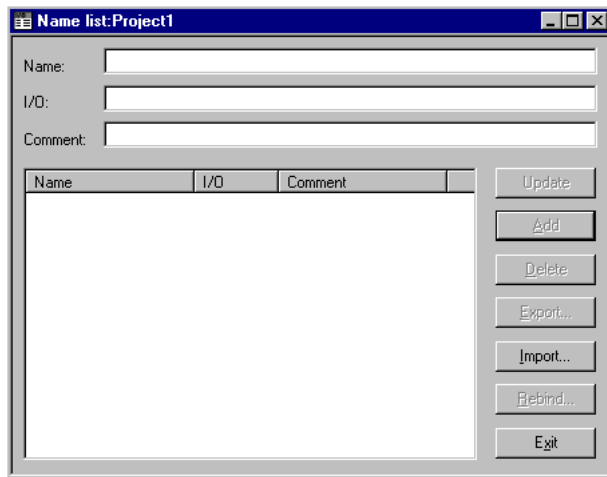 Name list:Project1
Name:
I/O:
Comment:
Name I/O Comment
Update
Add
Delete
Export...
Import...
Rebind...
Exit